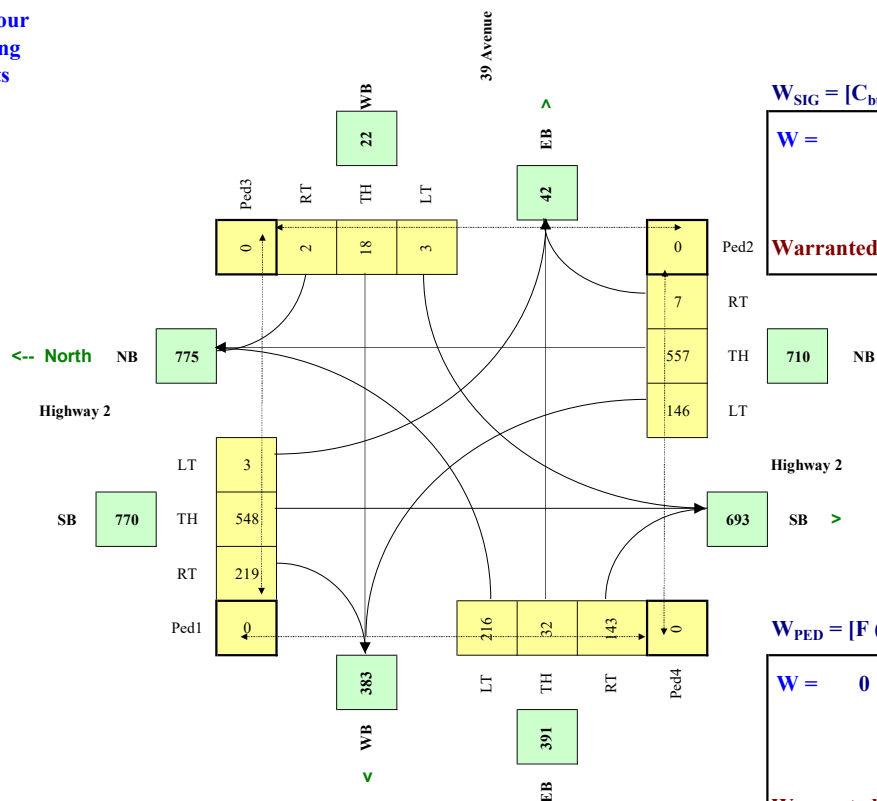 our
ng
ts
39 Avenue
W_SIG = [C_b
W =
Warranted
WB
22
^
EB
42
Ped3
RT
TH
LT
0
2
18
3
0
Ped2
7
RT
557
TH
146
LT
710
NB
<-- North
NB
775
Highway 2
Highway 2
LT
3
SB
770
TH
548
RT
219
Ped1
0
693
SB
>
216
32
143
0
LT
TH
RT
Ped4
383
WB
v
391
EB
W_PED = [F (
W = 0